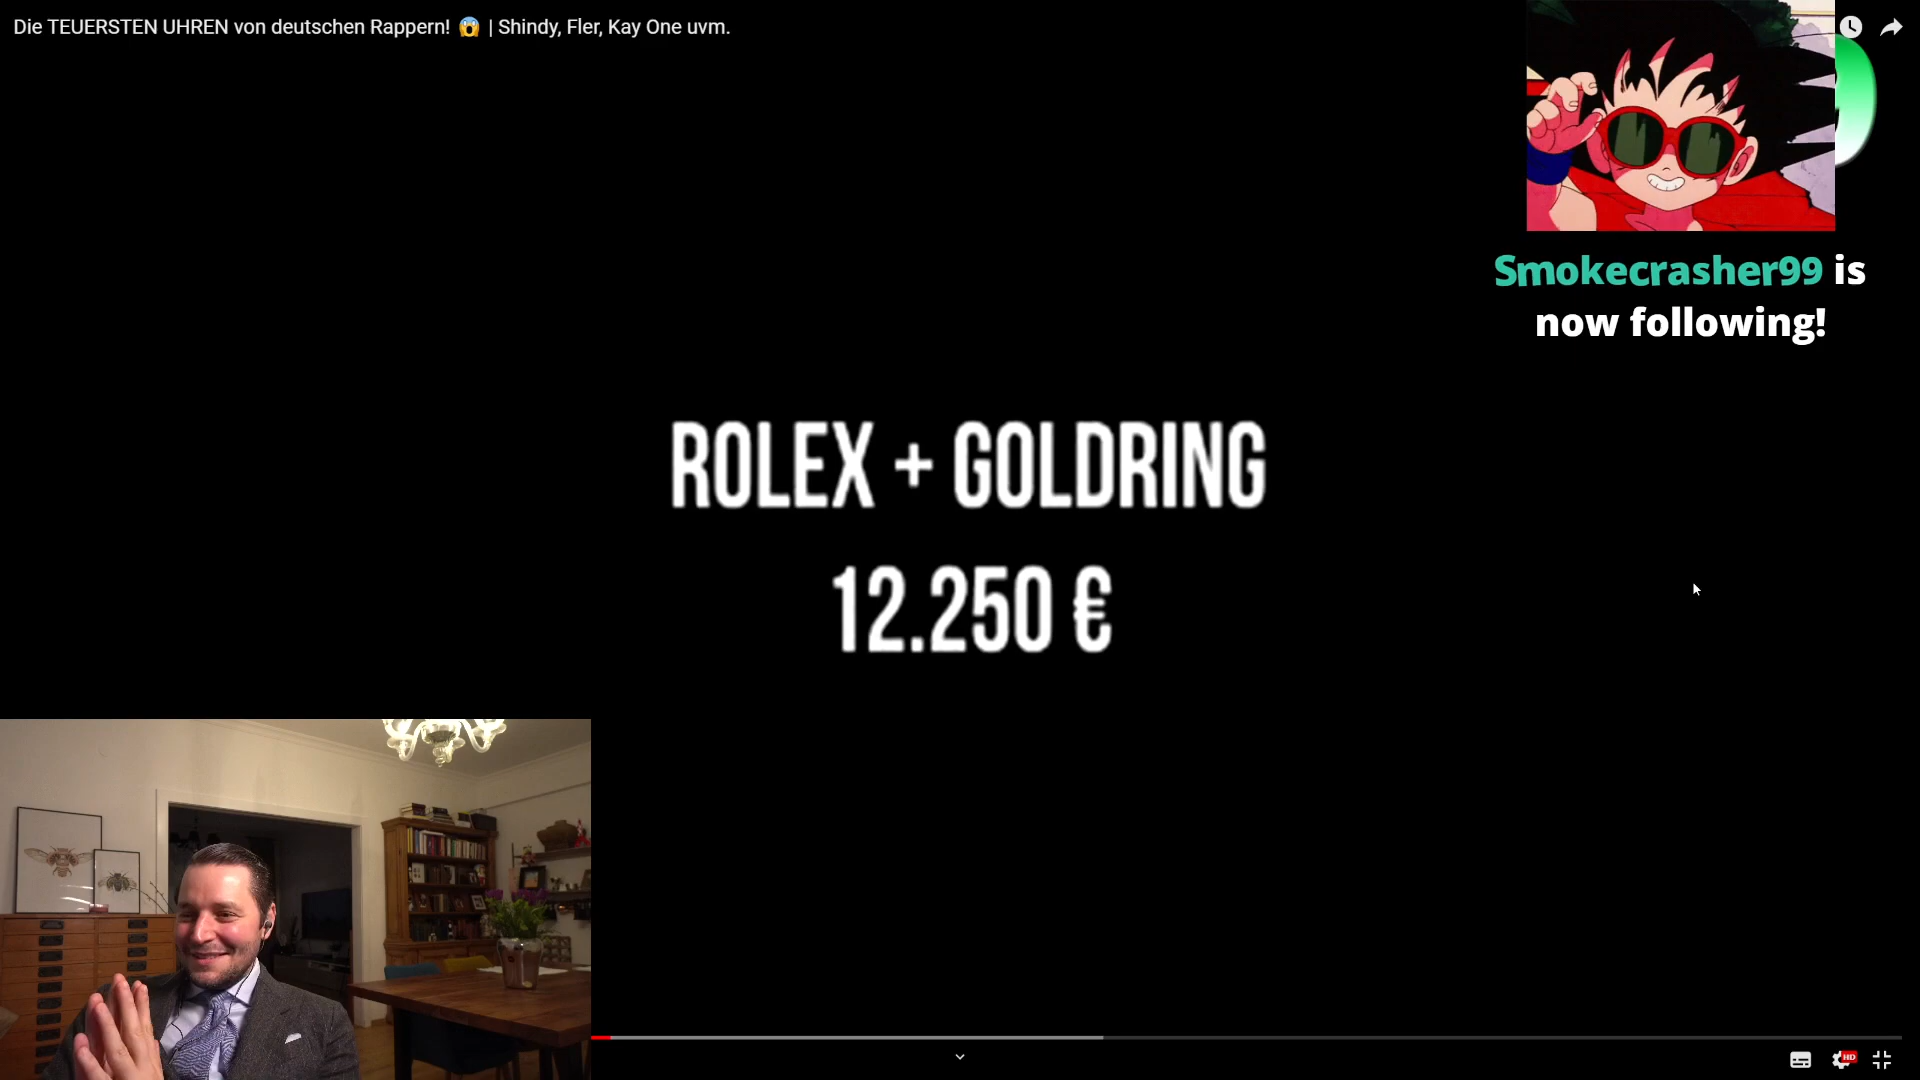 Die TEUERSTEN UHREN von deutschen Rappern! 😱 | Shindy, Fler, Kay One uvm.
Smokecrasher99 is
now following!
ROLEX + GOLDRING
12.250 €
HD